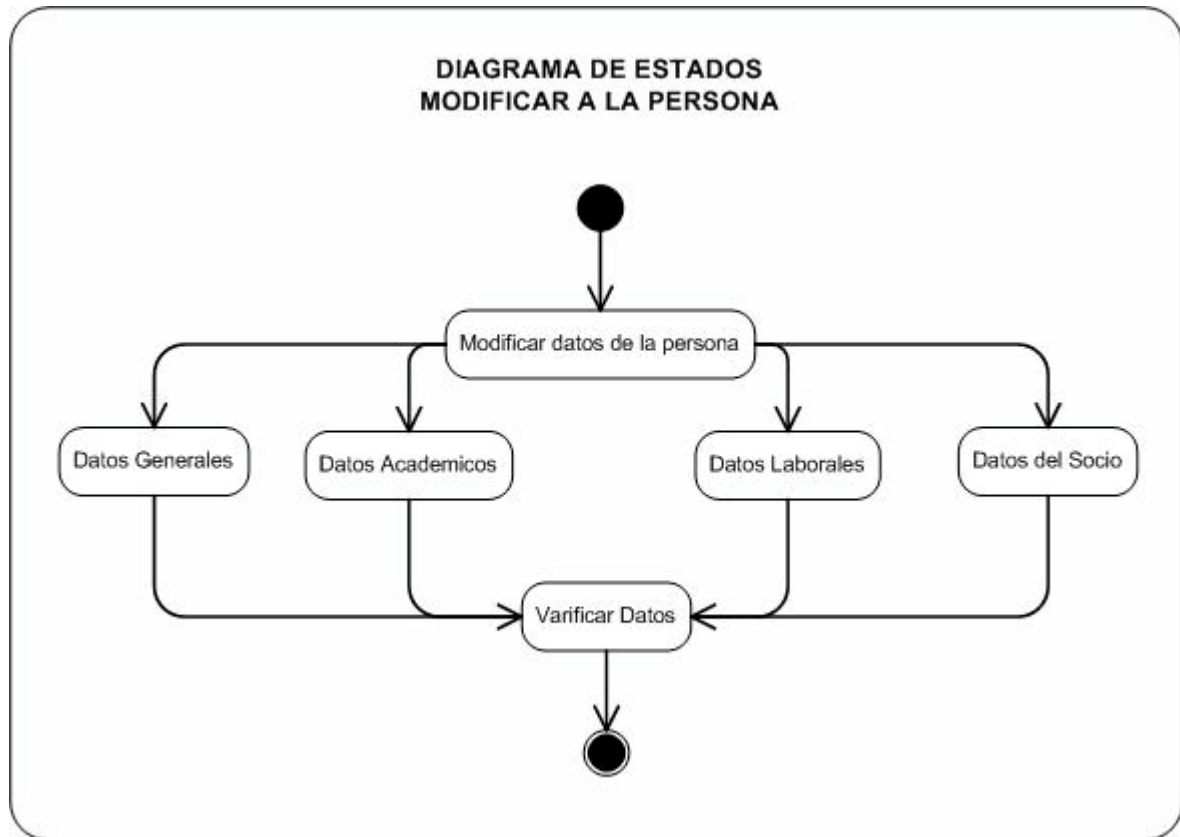 DIAGRAMA DE ESTADOS
MODIFICAR A LA PERSONA
Modificar datos de la persona
Datos Generales
Datos Academicos
Datos Laborales
Datos del Socio
Varificar Datos